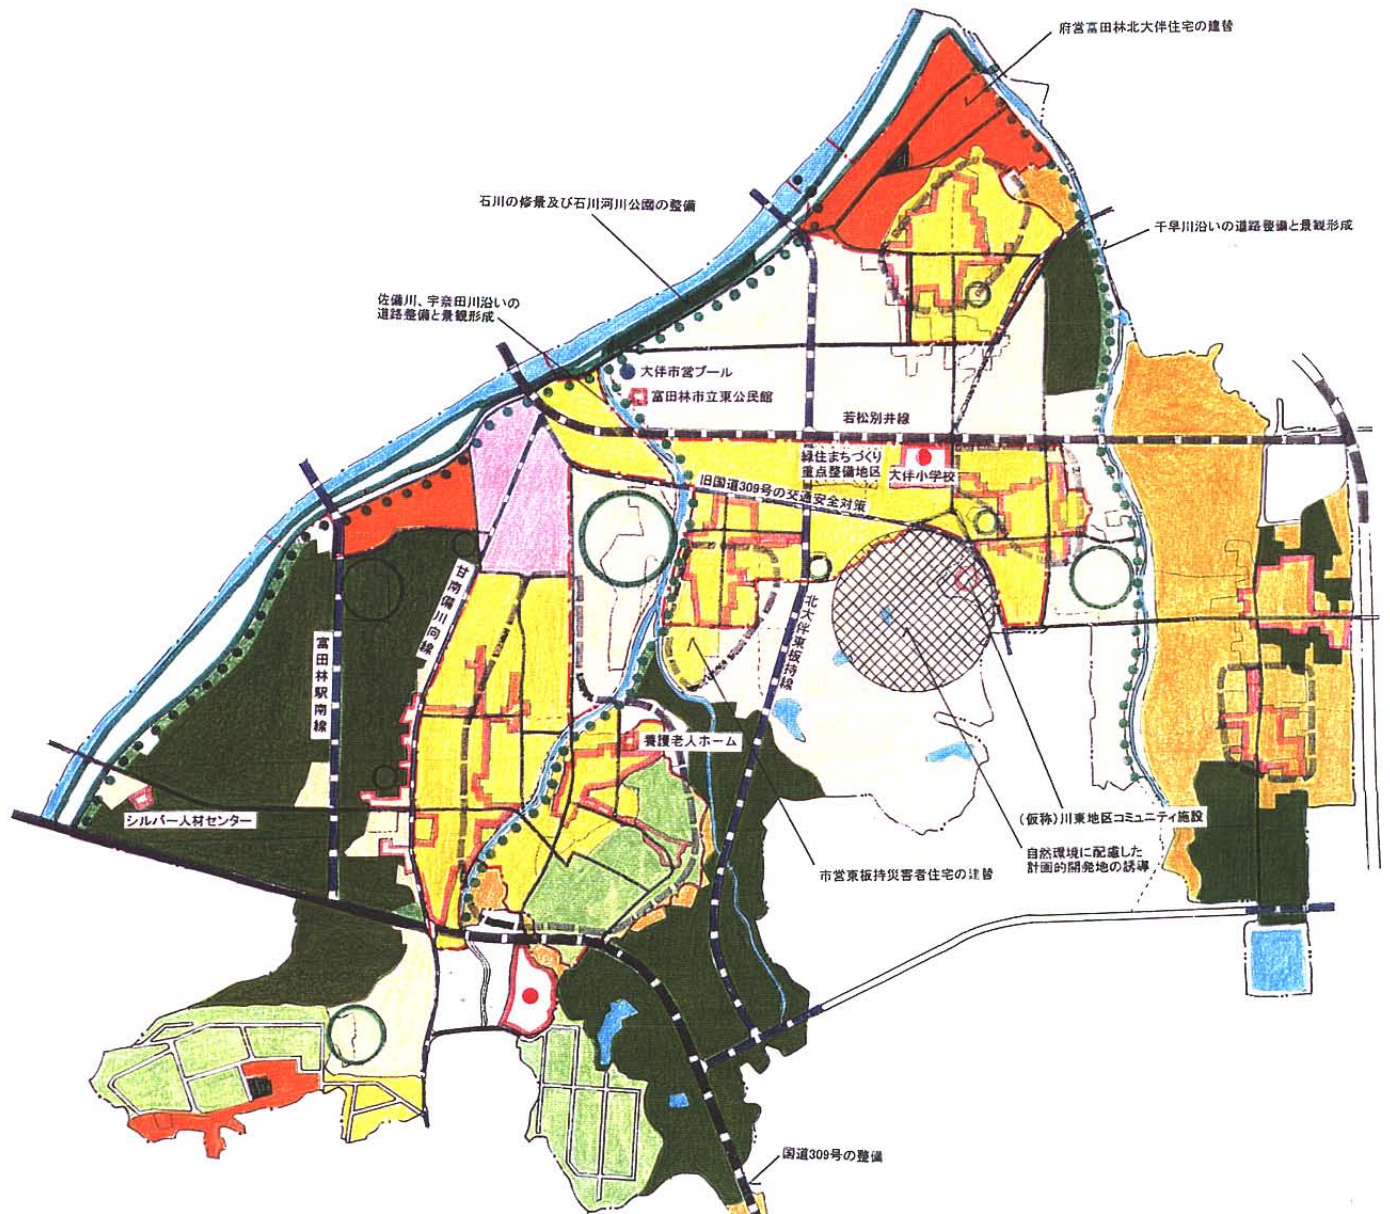 府営富田林北大伴住宅の建替
石川の修景及び石川河川公園の整備
千早川沿いの道路整備と景観形成
佐備川、宇奈田川沿いの
道路整備と景観形成
大伴市営プール
富田林市立東公民館
若松別井線
緑住まちづくり
重点整備地区
大伴小学校
旧国道309号の交通安全対策
甘南備川向線
北大伴東板持線
富田林駅南線
養護老人ホーム
シルバー人材センター
(仮称)川東地区コミュニティ施設
自然環境に配慮した
計画的開発地の誘導
市営東板持災害者住宅の建替
国道309号の整備